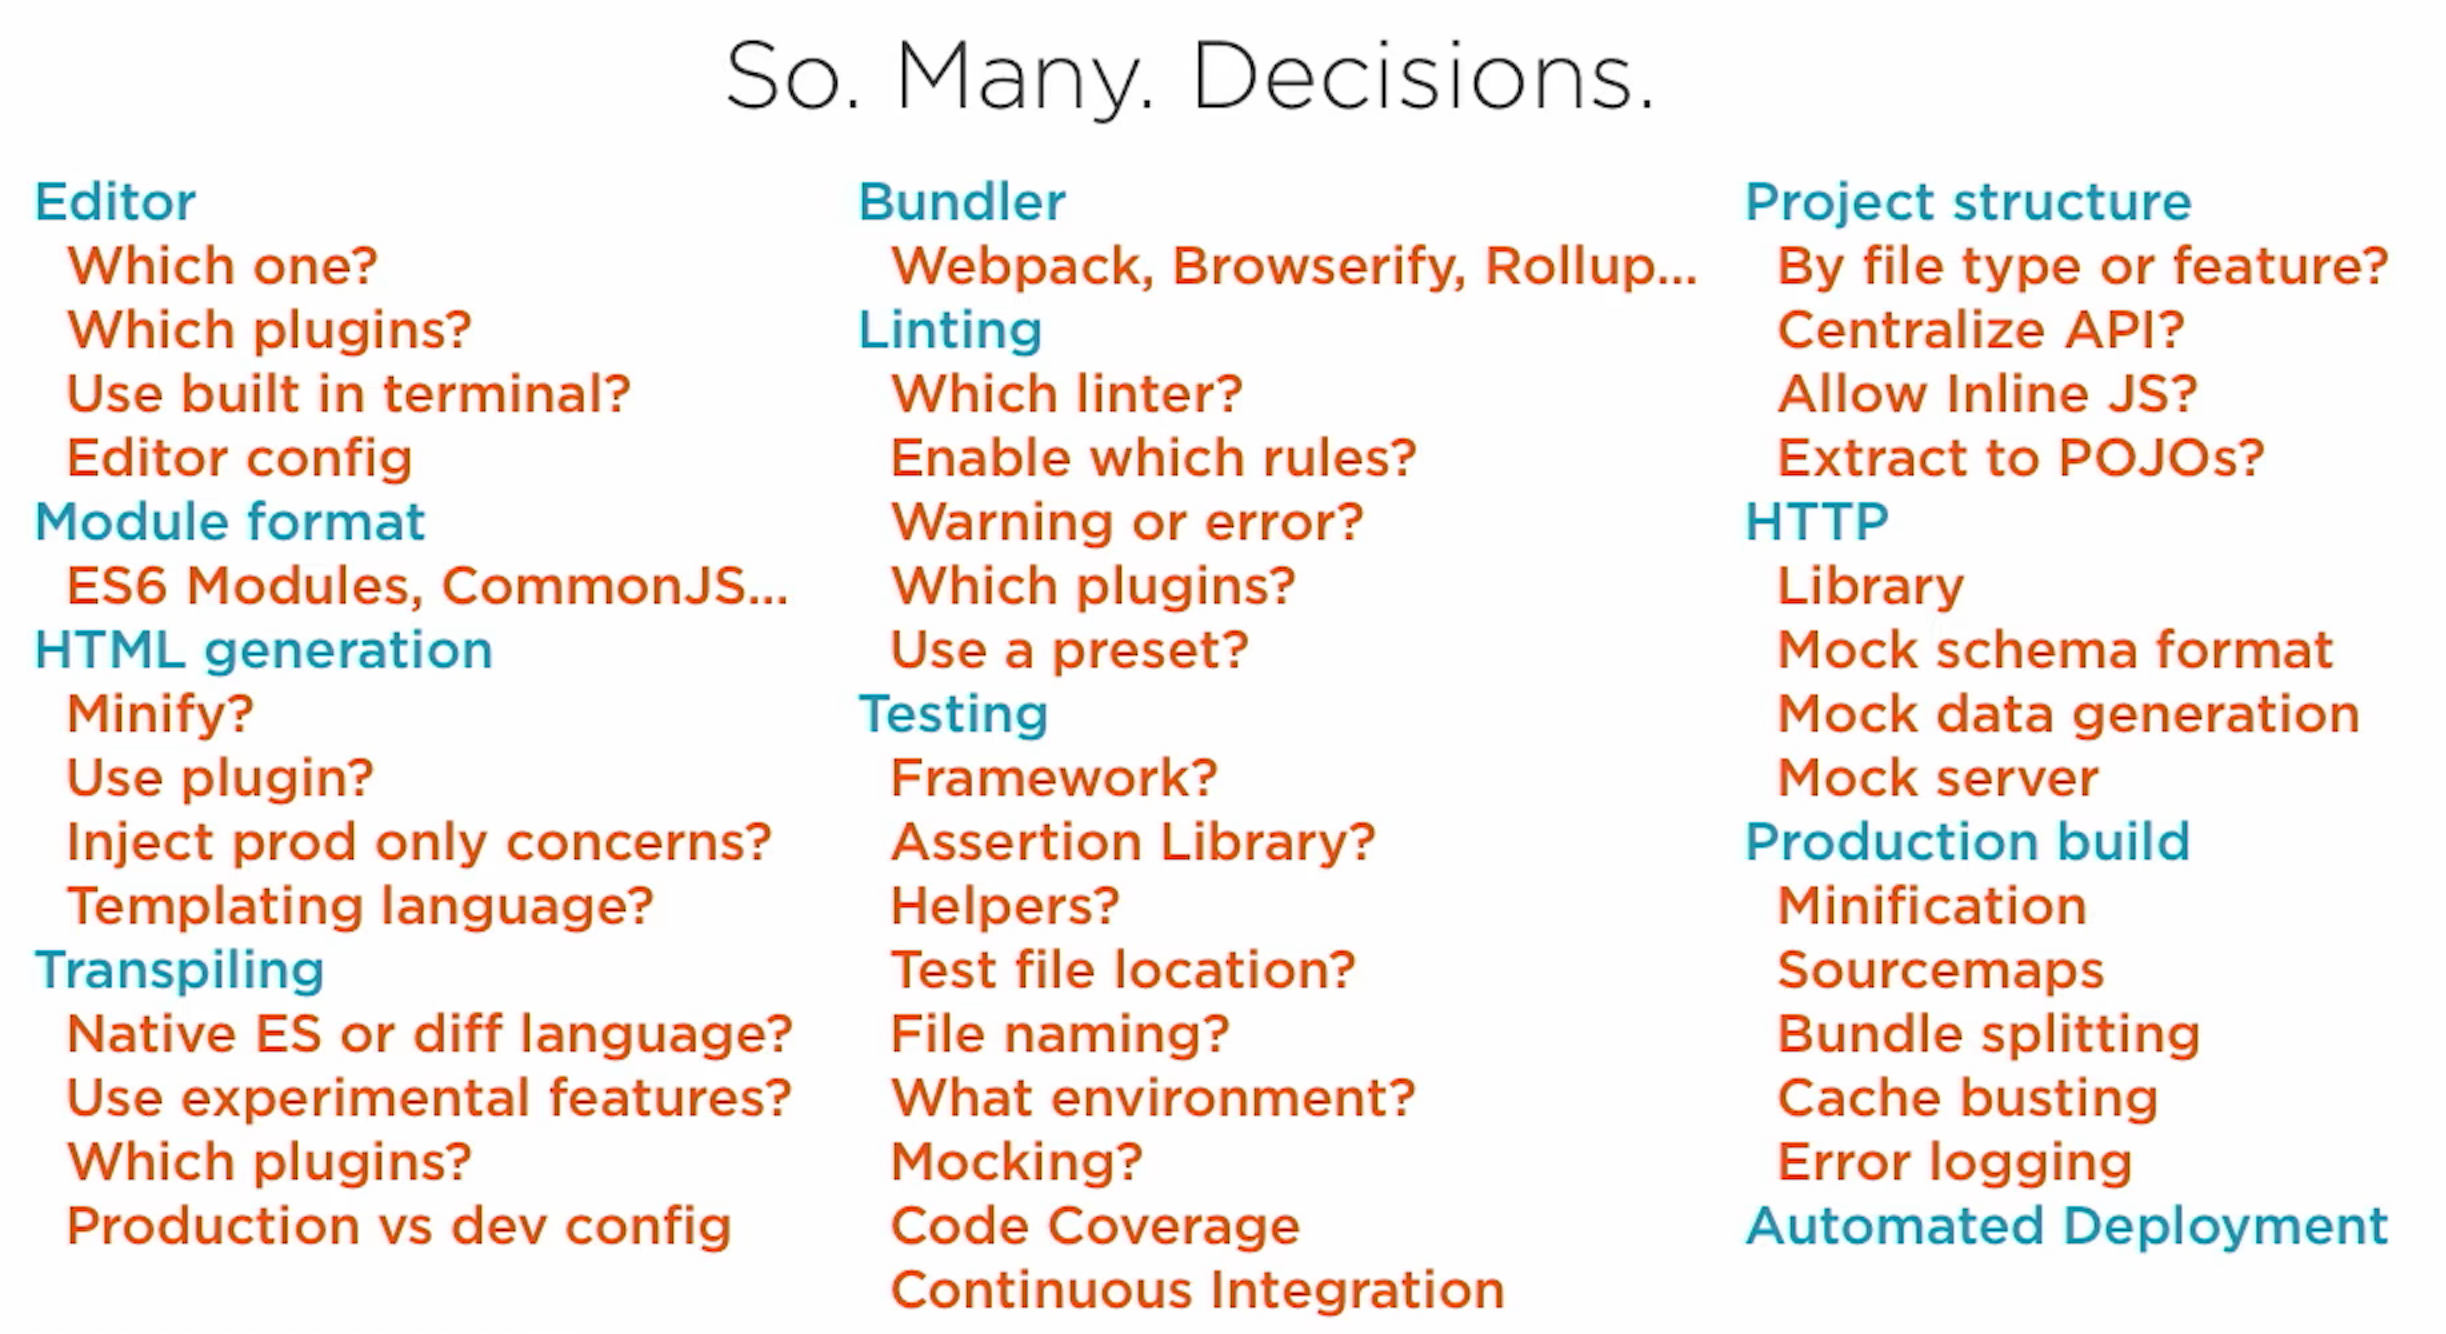 So. Many. Decisions.
Editor
Which one?
Which plugins?
Use built in terminal?
Editor config
Module format
ES6 Modules, CommonJS...
HTML generation
Minify?
Use plugin?
Inject prod only concerns?
Templating language?
Transpiling
Native ES or diff language?
Use experimental features?
Which plugins?
Production vs dev config
Bundler
Webpack, Browserify, Rollup...
Linting
Which linter?
Enable which rules?
Warning or error?
Which plugins?
Use a preset?
Testing
Framework?
Assertion Library?
Helpers?
Test file location?
File naming?
What environment?
Mocking?
Code Coverage
Continuous Integration
Project structure
By file type or feature?
Centralize API?
Allow Inline JS?
Extract to POJOs?
HTTP
Library
Mock schema format
Mock data generation
Mock server
Production build
Minification
Sourcemaps
Bundle splitting
Cache busting
Error logging
Automated Deployment